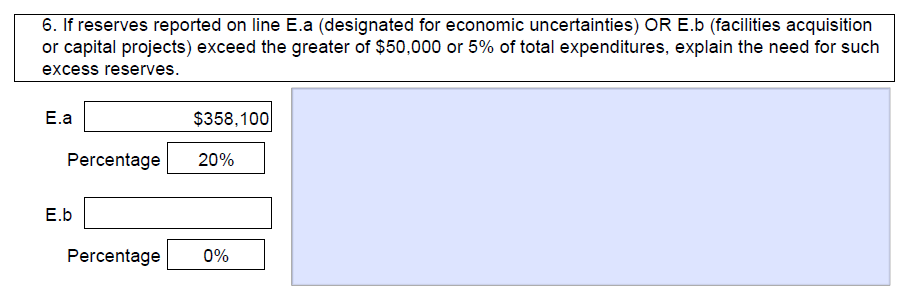 6. If reserves reported on line E.a (designated for economic uncertainties) OR E.b (facilities acquisition
or capital projects) exceed the greater of $50,000 or 5% of total expenditures, explain the need for such
excess reserves.
E.a $358,100
Percentage 20%
E.b
Percentage 0%